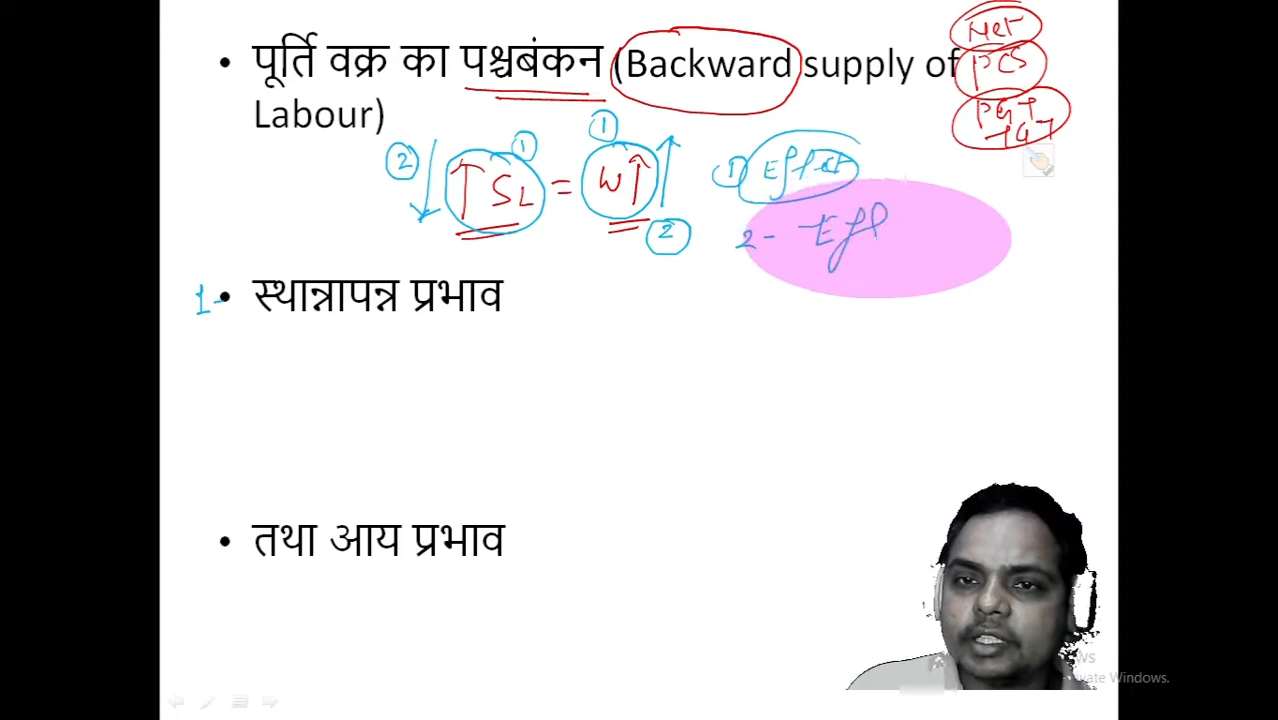 • पूर्ति वक्र का पश्चबंकन (Backward supply of
Labour)
Net
PCS
PGT
TGT
② ↓ ↑ SL ① = W↑ ① ↑ ② ① Effect
2 - Eff
1- • स्थान्नापन्न प्रभाव
• तथा आय प्रभाव